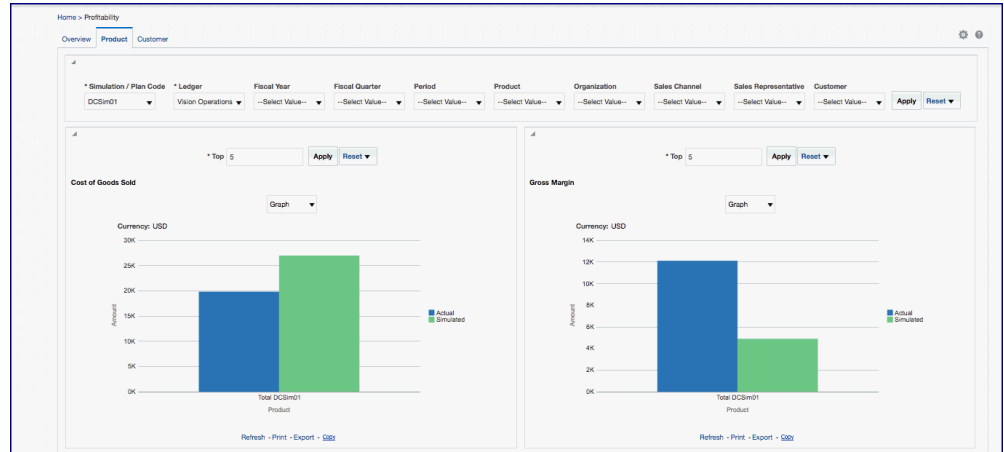 Home > Profitability
Overview Product Customer
* Simulation / Plan Code * Ledger Fiscal Year Fiscal Quarter Period Product Organization Sales Channel Sales Representative Customer
DCSim01 Vision Operations --Select Value-- --Select Value-- --Select Value-- --Select Value-- --Select Value-- --Select Value-- --Select Value-- --Select Value-- Apply Reset
* Top 5 Apply Reset
Cost of Goods Sold
Graph
Currency: USD
30K
25K
20K
15K
10K
5K
0K
Amount
Actual
Simulated
Total DCSim01
Product
Refresh - Print - Export - Copy
* Top 5 Apply Reset
Gross Margin
Graph
Currency: USD
14K
12K
10K
8K
6K
4K
2K
0K
Amount
Actual
Simulated
Total DCSim01
Product
Refresh - Print - Export - Copy